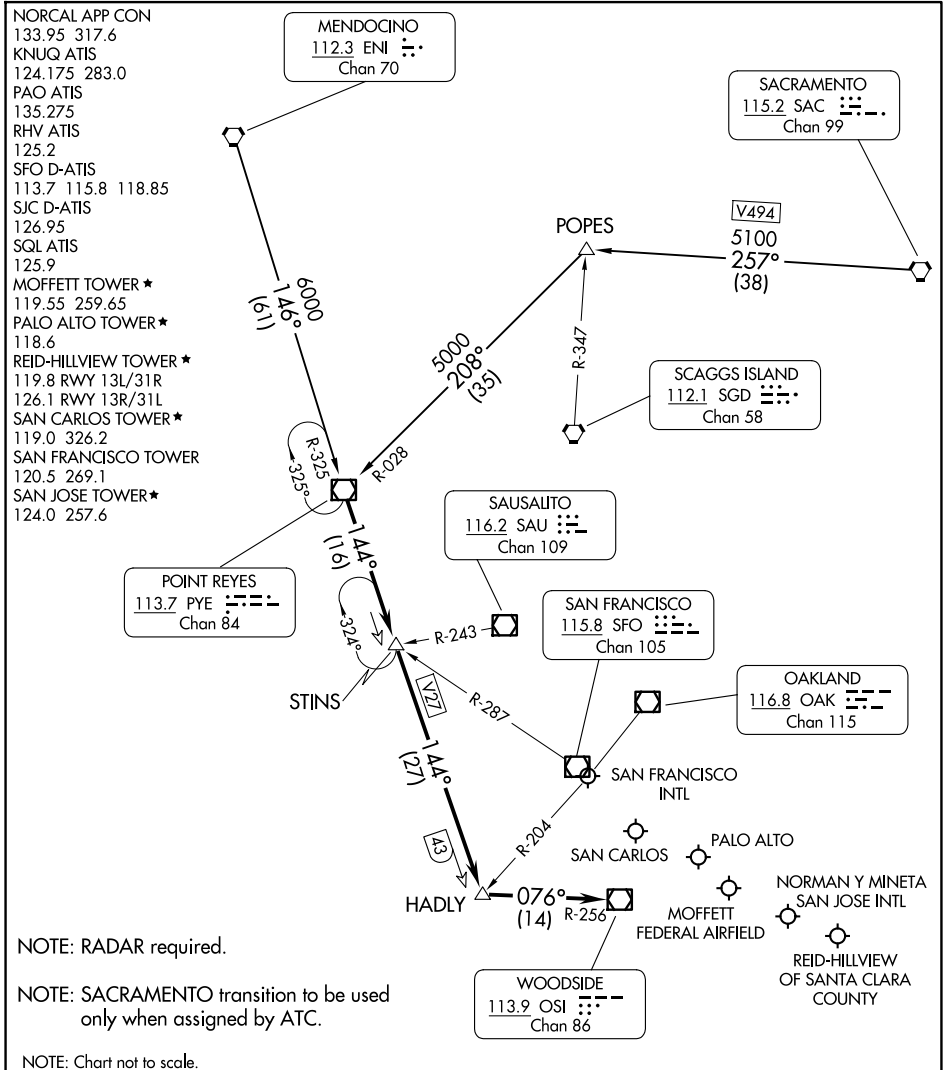 NORCAL APP CON
133.95 317.6
KNUQ ATIS
124.175 283.0
PAO ATIS
135.275
RHV ATIS
125.2
SFO D-ATIS
113.7 115.8 118.85
SJC D-ATIS
126.95
SQL ATIS
125.9
MOFFETT TOWER ★
119.55 259.65
PALO ALTO TOWER ★
118.6
REID-HILLVIEW TOWER ★
119.8 RWY 13L/31R
126.1 RWY 13R/31L
SAN CARLOS TOWER ★
119.0 326.2
SAN FRANCISCO TOWER
120.5 269.1
SAN JOSE TOWER ★
124.0 257.6
MENDOCINO
112.3 ENI
Chan 70
SACRAMENTO
115.2 SAC
Chan 99
V494
5100
257°
(38)
POPES
6000
146°
(61)
5000
208°
(35)
R-347
SCAGGS ISLAND
112.1 SGD
Chan 58
R-325
325°
R-028
POINT REYES
113.7 PYE
Chan 84
144°
(16)
SAUSALITO
116.2 SAU
Chan 109
R-243
324°
STINS
SAN FRANCISCO
115.8 SFO
Chan 105
R-287
V27
OAKLAND
116.8 OAK
Chan 115
144°
(27)
SAN FRANCISCO
INTL
R-204
43
SAN CARLOS
PALO ALTO
HADLY
076°
(14)
R-256
MOFFETT
FEDERAL AIRFIELD
NORMAN Y MINETA
SAN JOSE INTL
REID-HILLVIEW
OF SANTA CLARA
COUNTY
WOODSIDE
113.9 OSI
Chan 86
NOTE: RADAR required.
NOTE: SACRAMENTO transition to be used
only when assigned by ATC.
NOTE: Chart not to scale.